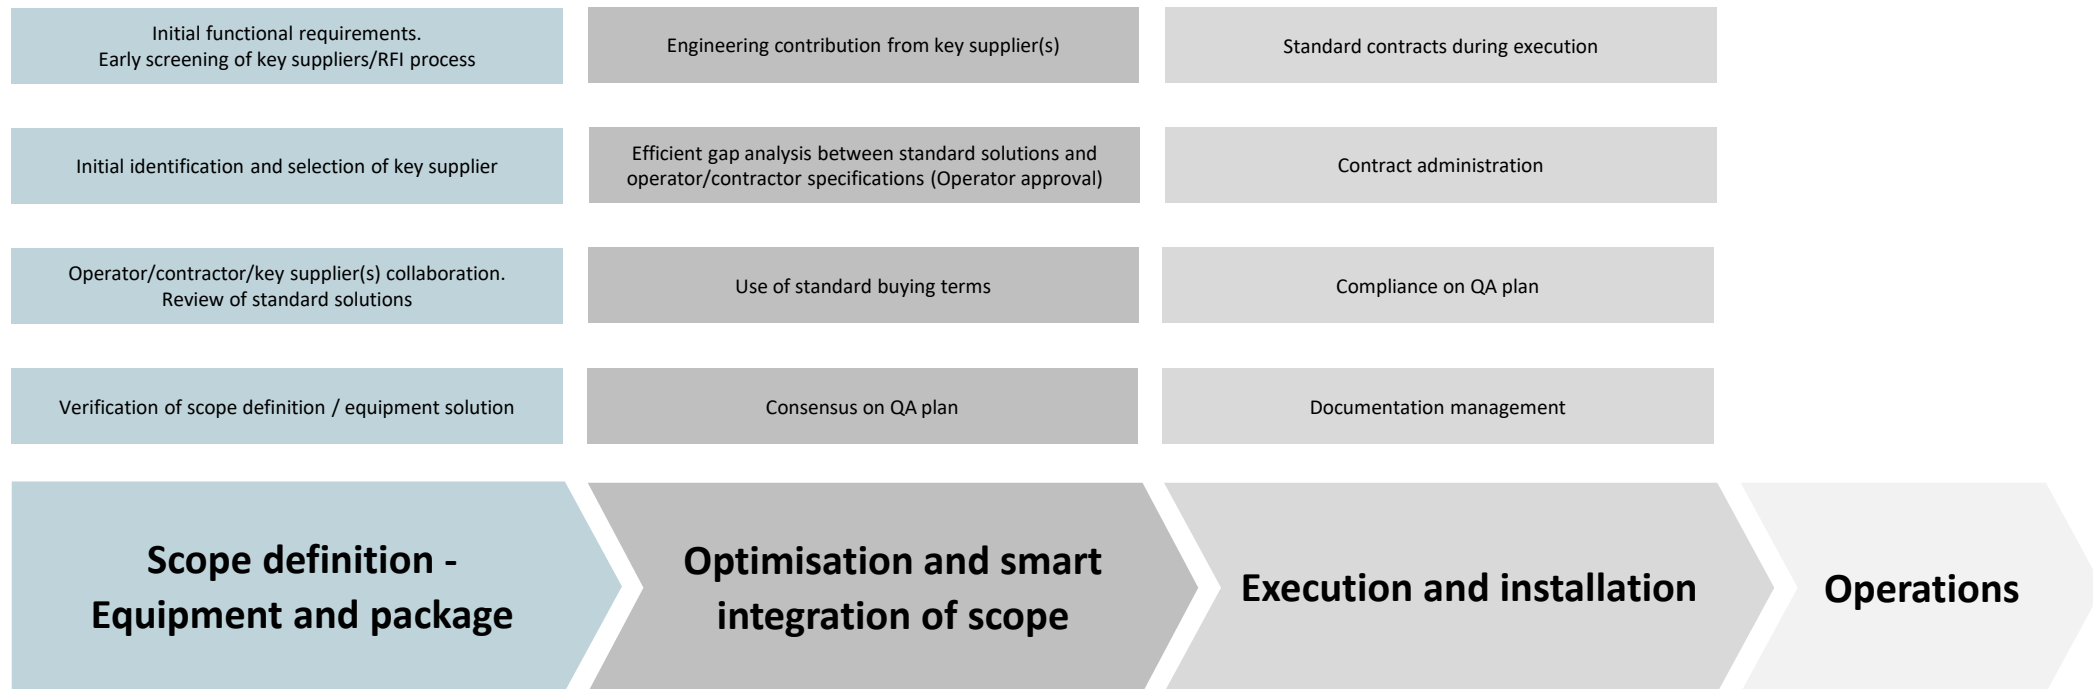 Initial functional requirements.
Early screening of key suppliers/RFI process
Engineering contribution from key supplier(s)
Standard contracts during execution
Initial identification and selection of key supplier
Efficient gap analysis between standard solutions and
operator/contractor specifications (Operator approval)
Contract administration
Operator/contractor/key supplier(s) collaboration.
Review of standard solutions
Use of standard buying terms
Compliance on QA plan
Verification of scope definition / equipment solution
Consensus on QA plan
Documentation management
Scope definition -
Equipment and package
Optimisation and smart
integration of scope
Execution and installation
Operations